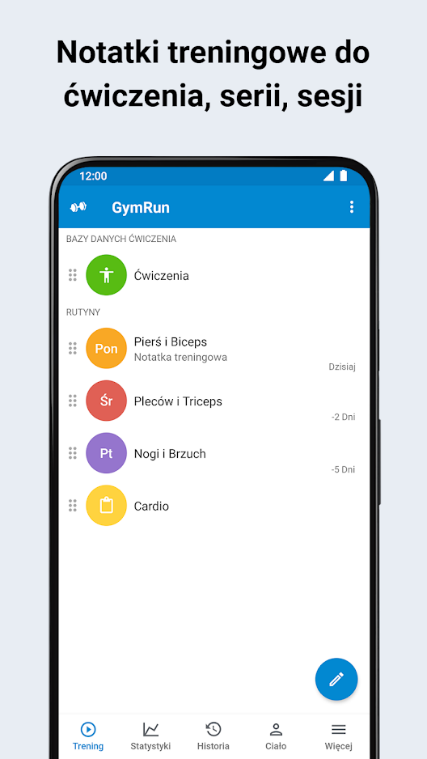 Notatki treningowe do
ćwiczenia, serii, sesji
12:00
GymRun
BAZY DANYCH ĆWICZENIA
Ćwiczenia
RUTYNY
Pon
Pierś i Biceps
Notatka treningowa
Dzisiaj
Śr
Pleców i Triceps
-2 Dni
Pt
Nogi i Brzuch
-5 Dni
Cardio
Trening
Statystyki
Historia
Ciało
Więcej